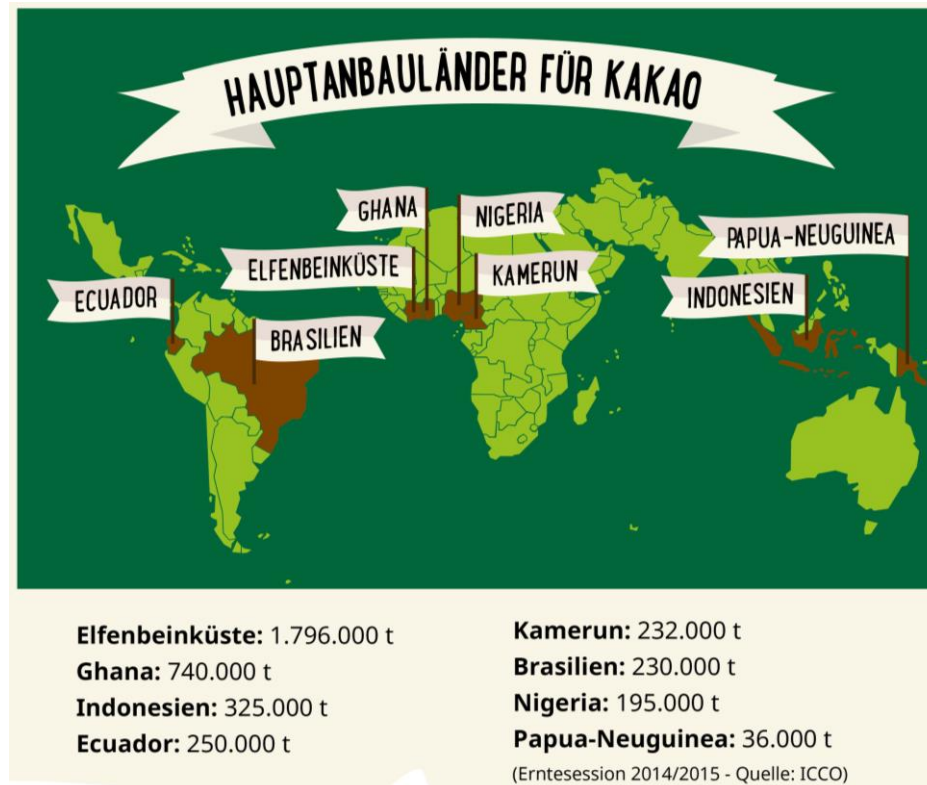 HAUPTANBAULÄNDER FÜR KAKAO
GHANA
NIGERIA
PAPUA-NEUGUINEA
ELFENBEINKÜSTE
KAMERUN
ECUADOR
INDONESIEN
BRASILIEN
Elfenbeinküste: 1.796.000 t
Ghana: 740.000 t
Indonesien: 325.000 t
Ecuador: 250.000 t
Kamerun: 232.000 t
Brasilien: 230.000 t
Nigeria: 195.000 t
Papua-Neuguinea: 36.000 t
(Erntesession 2014/2015 - Quelle: ICCO)